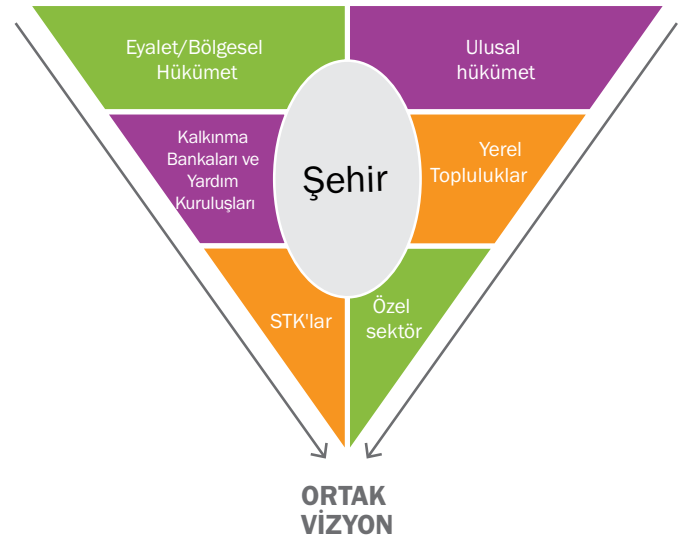 Eyalet/Bölgesel
Hükümet
Ulusal
hükümet
Kalkınma
Bankaları ve
Yardım
Kuruluşları
Şehir
Yerel
Topluluklar
STK'lar
Özel
sektör
ORTAK
VİZYON